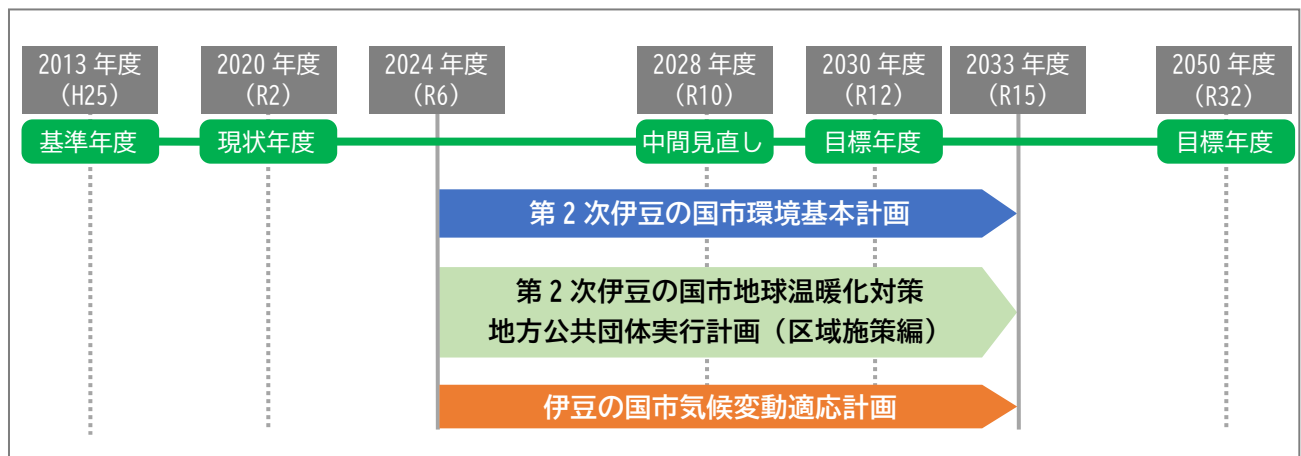 2013 年度
(H25)
2020 年度
(R2)
2024 年度
(R6)
2028 年度
(R10)
2030 年度
(R12)
2033 年度
(R15)
2050 年度
(R32)
基準年度
現状年度
中間見直し
目標年度
目標年度
第 2 次伊豆の国市環境基本計画
第 2 次伊豆の国市地球温暖化対策
地方公共団体実行計画（区域施策編）
伊豆の国市気候変動適応計画